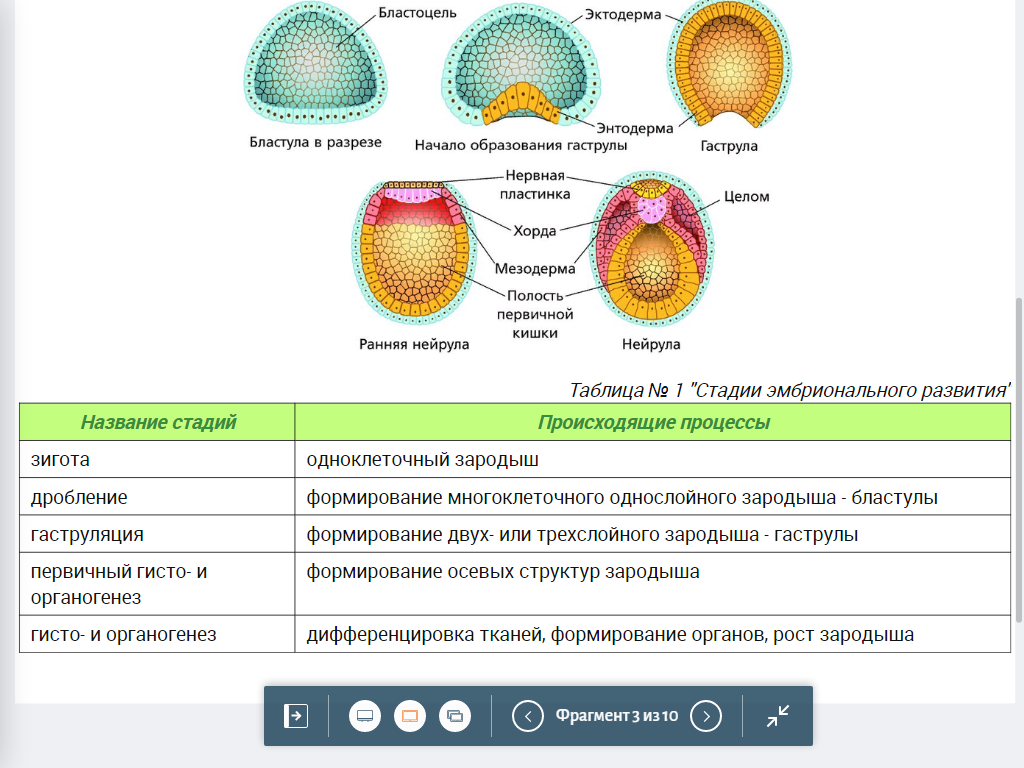 Бластоцель
Эктодерма
Энтодерма
Бластула в разрезе
Начало образования гаструлы
Гаструла
Нервная
пластинка
Целом
Хорда
Мезодерма
Полость
первичной
кишки
Ранняя нейрула
Нейрула
Таблица № 1 "Стадии эмбрионального развития"
Название стадий
Происходящие процессы
зигота
одноклеточный зародыш
дробление
формирование многоклеточного однослойного зародыша - бластулы
гаструляция
формирование двух- или трехслойного зародыша - гаструлы
первичный гисто- и
органогенез
формирование осевых структур зародыша
гисто- и органогенез
дифференцировка тканей, формирование органов, рост зародыша
Фрагмент 3 из 10